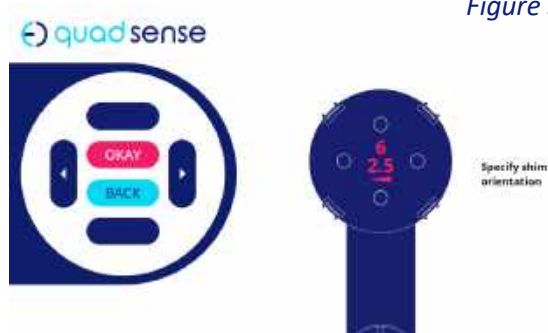 Figure
quadsense
OKAY
BACK
6
2.5
Specify shim
orientation